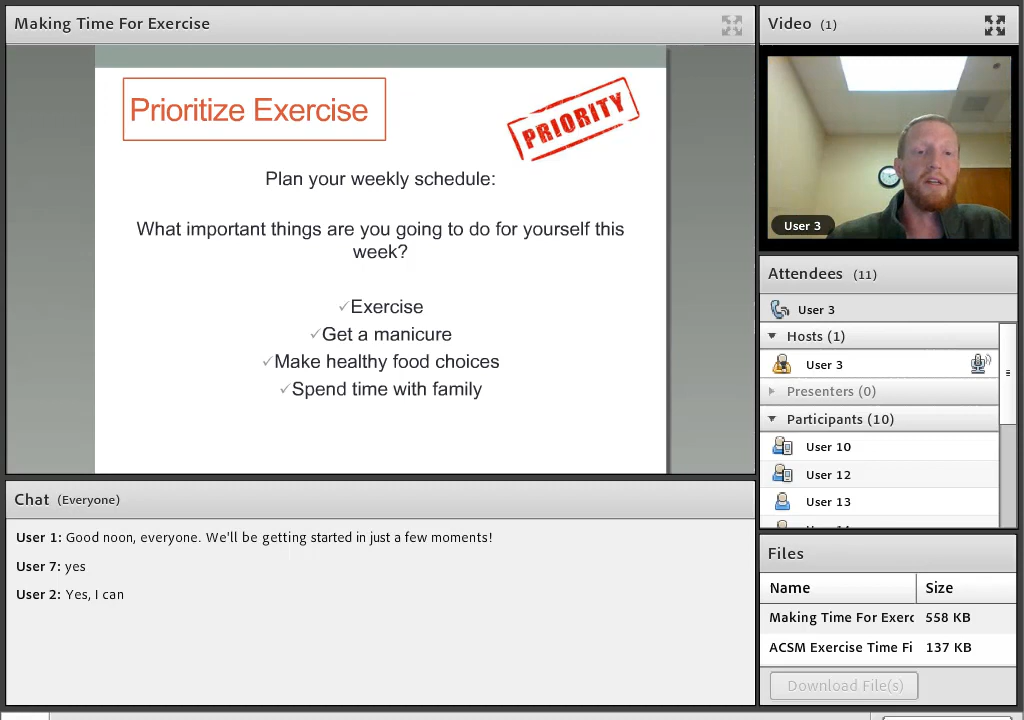 Making Time For Exercise
Prioritize Exercise
PRIORITY
Plan your weekly schedule:
What important things are you going to do for yourself this
week?
✓Exercise
✓Get a manicure
✓Make healthy food choices
✓Spend time with family
Chat (Everyone)
User 1: Good noon, everyone. We'll be getting started in just a few moments!
User 7: yes
User 2: Yes, I can
Video (1)
User 3
Attendees (11)
User 3
Hosts (1)
User 3
Presenters (0)
Participants (10)
User 10
User 12
User 13
Files
Name Size
Making Time For Exerc 558 KB
ACSM Exercise Time Fi 137 KB
Download File(s)